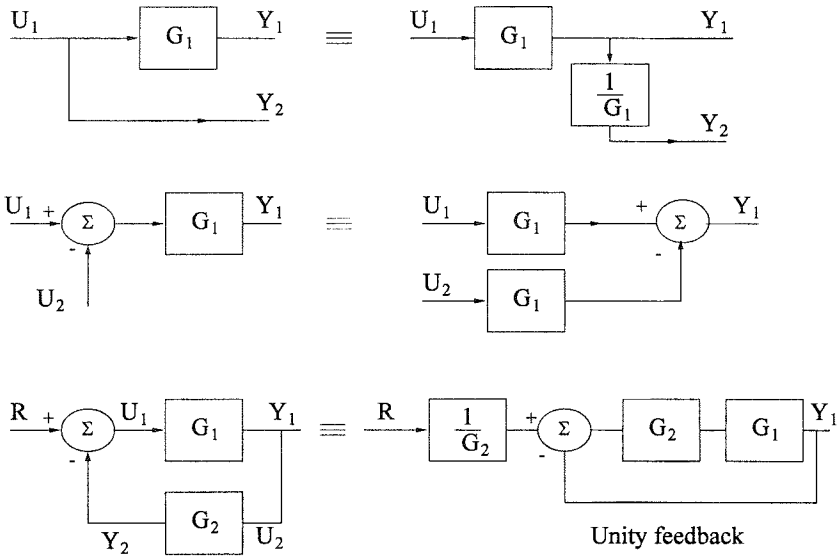 U₁ G₁ Y₁ ≡ U₁ G₁ Y₁
Y₂ 1/G₁ Y₂
U₁ + Σ G₁ Y₁ ≡ U₁ G₁ + Σ Y₁
- -
U₂ U₂ G₁
R + Σ U₁ G₁ Y₁ ≡ R 1/G₂ + Σ G₂ G₁ Y₁
- -
Y₂ G₂ U₂
Unity feedback